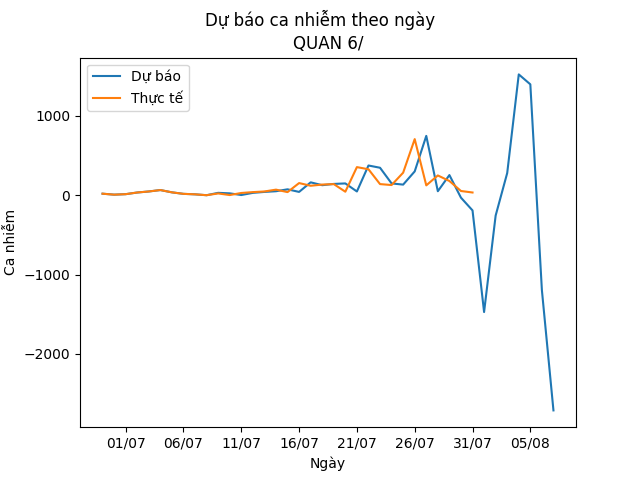 Dự báo ca nhiễm theo ngày
QUAN 6/
Dự báo
Thực tế
Ca nhiễm
1000
0
−1000
−2000
01/07 06/07 11/07 16/07 21/07 26/07 31/07 05/08
Ngày